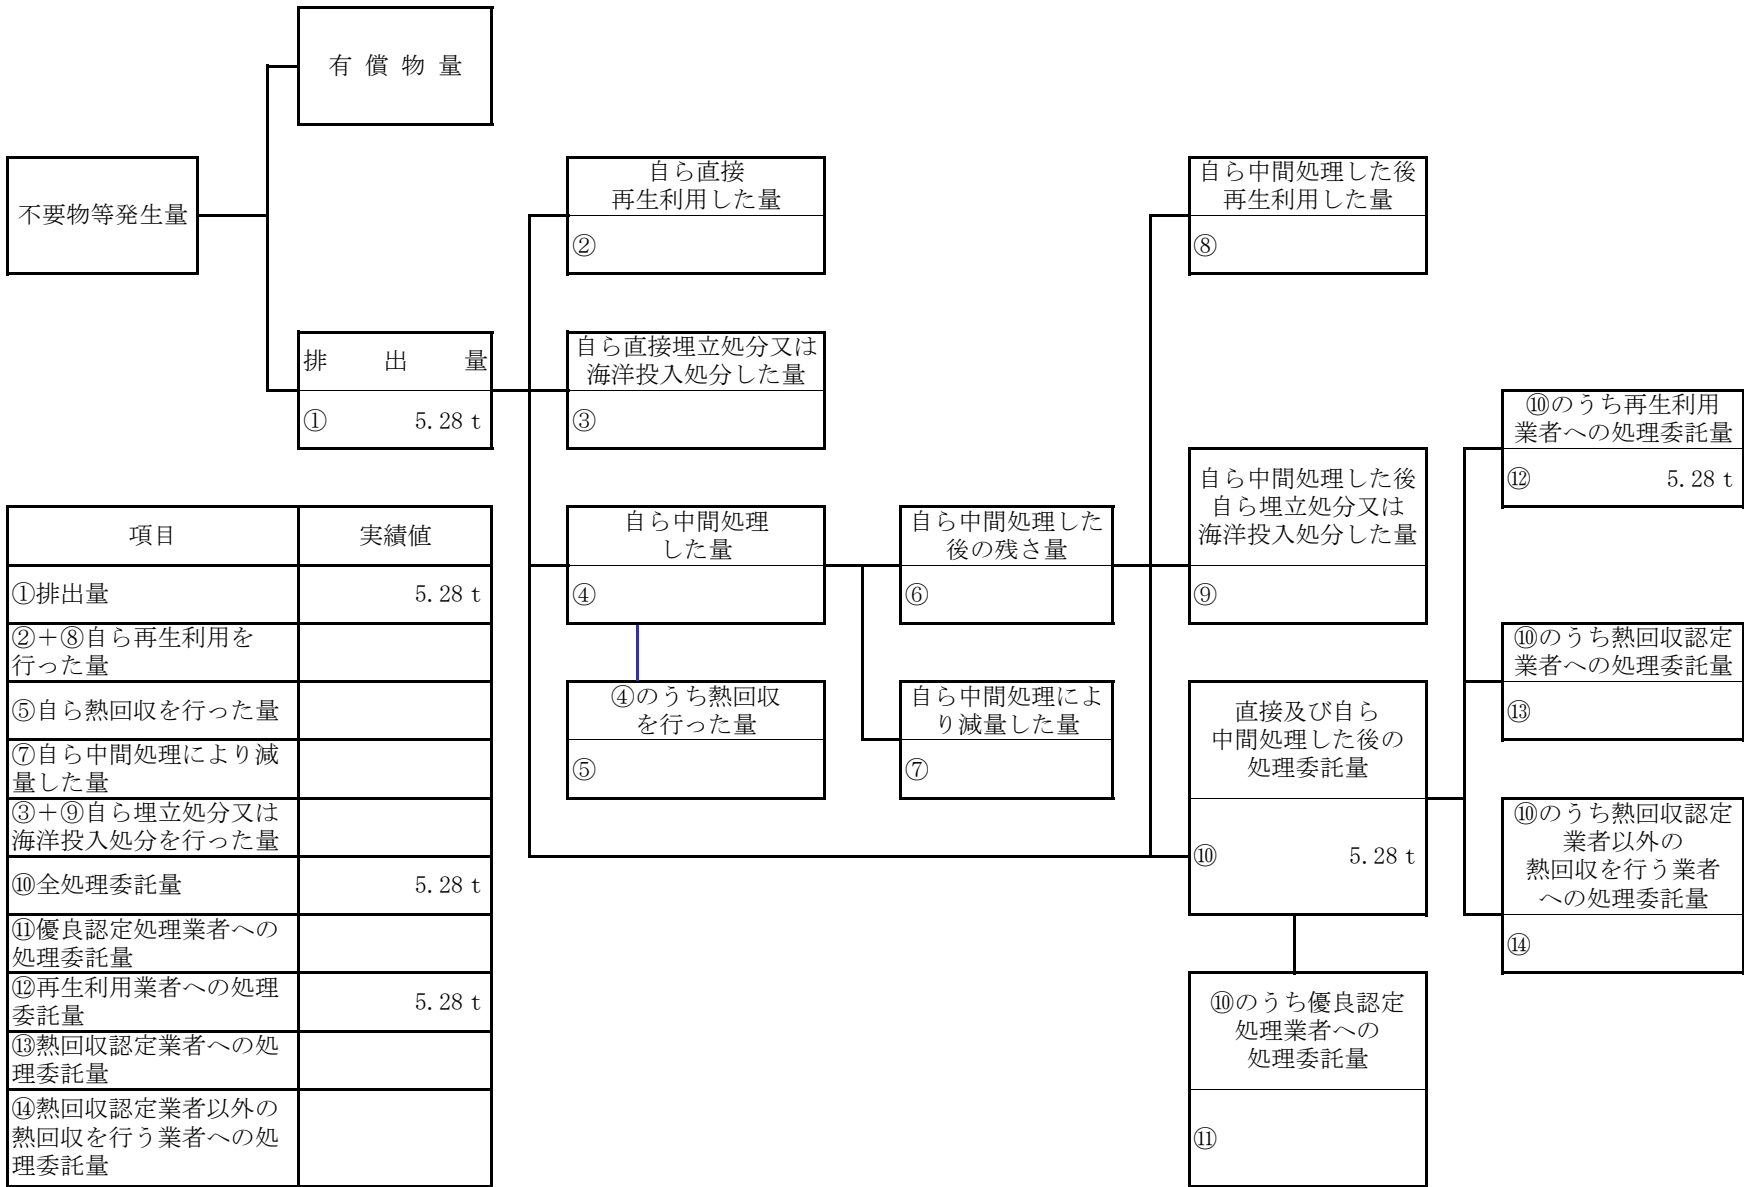 有 償 物 量
不要物等発生量
自ら直接
再生利用した量
②
自ら中間処理した後
再生利用した量
⑧
排 出 量
① 5.28 t
自ら直接埋立処分又は
海洋投入処分した量
③
⑩のうち再生利用
業者への処理委託量
⑫ 5.28 t
自ら中間処理した後
自ら埋立処分又は
海洋投入処分した量
⑨
自ら中間処理
した量
④
自ら中間処理した
後の残さ量
⑥
⑩のうち熱回収認定
業者への処理委託量
⑬
④のうち熱回収
を行った量
⑤
自ら中間処理によ
り減量した量
⑦
直接及び自ら
中間処理した後の
処理委託量
⑩ 5.28 t
⑩のうち熱回収認定
業者以外の
熱回収を行う業者
への処理委託量
⑭
⑩のうち優良認定
処理業者への
処理委託量
⑪
項目 実績値
①排出量 5.28 t
②＋⑧自ら再生利用を
行った量
⑤自ら熱回収を行った量
⑦自ら中間処理により減
量した量
③＋⑨自ら埋立処分又は
海洋投入処分を行った量
⑩全処理委託量 5.28 t
⑪優良認定処理業者への
処理委託量
⑫再生利用業者への処理
委託量 5.28 t
⑬熱回収認定業者への処
理委託量
⑭熱回収認定業者以外の
熱回収を行う業者への処
理委託量